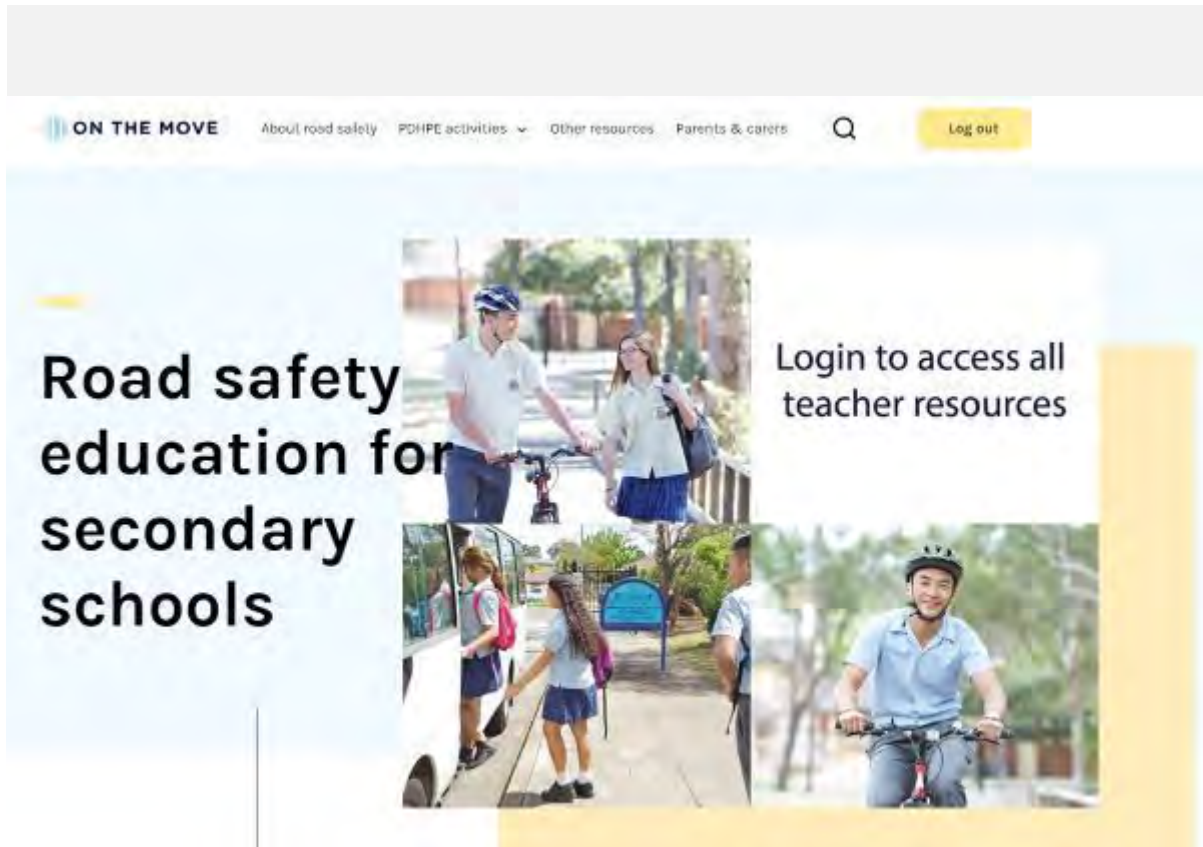 ON THE MOVE
About road safety
PDHPE activities
Other resources
Parents & carers
Log out
Road safety
education for
secondary
schools
Login to access all
teacher resources